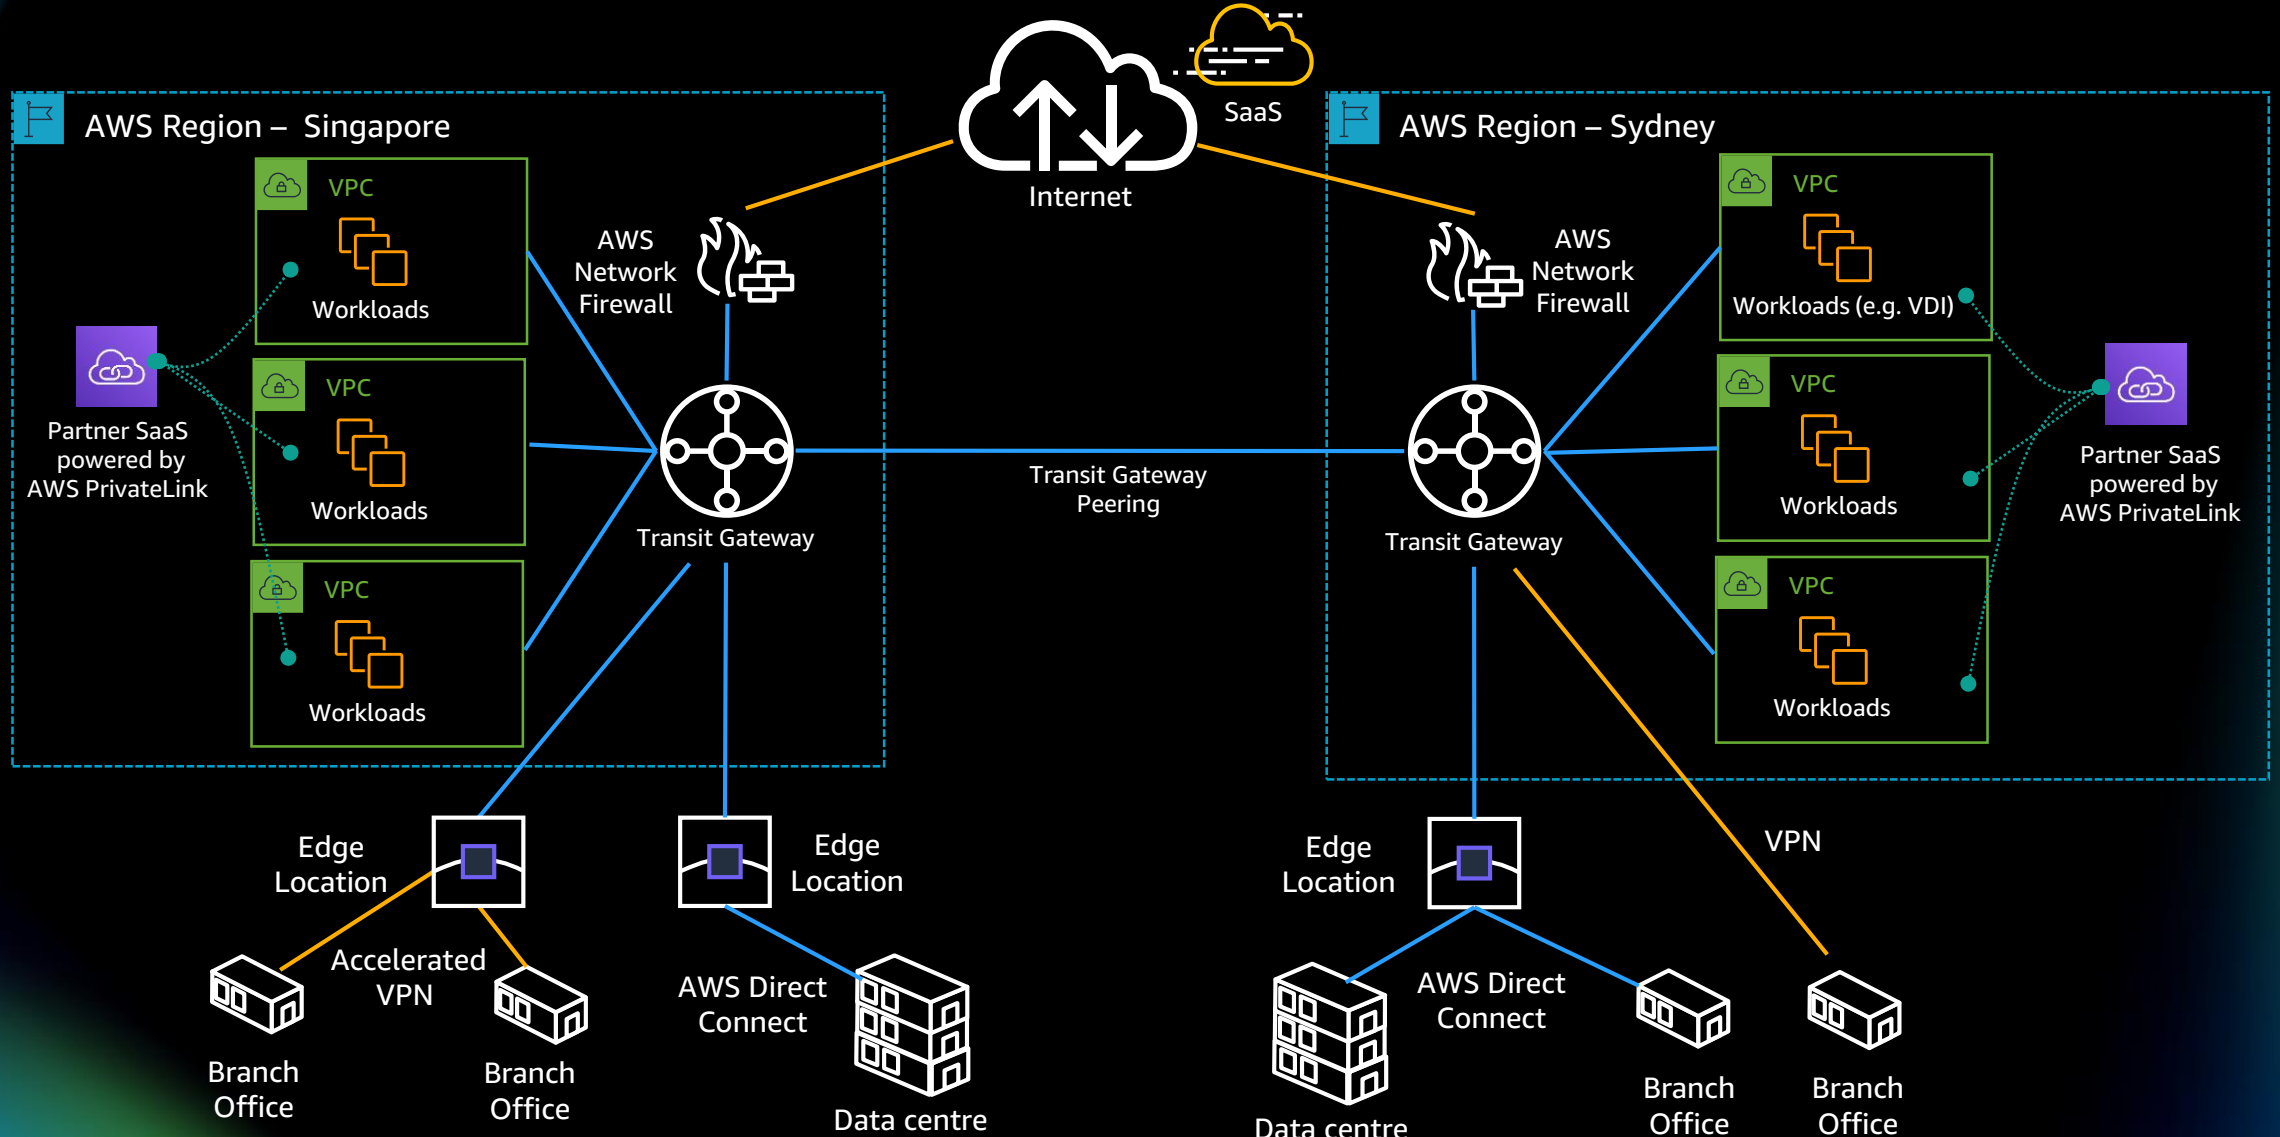 SaaS
Internet
AWS Region – Singapore
VPC
Workloads
AWS
Network
Firewall
VPC
Workloads
VPC
Workloads
Partner SaaS
powered by
AWS PrivateLink
Transit Gateway
Transit Gateway
Peering
AWS Region – Sydney
AWS
Network
Firewall
VPC
Workloads (e.g. VDI)
VPC
Workloads
VPC
Workloads
Partner SaaS
powered by
AWS PrivateLink
Transit Gateway
Edge
Location
Edge
Location
Edge
Location
VPN
Accelerated
VPN
AWS Direct
Connect
AWS Direct
Connect
Branch
Office
Branch
Office
Data centre
Data centre
Branch
Office
Branch
Office